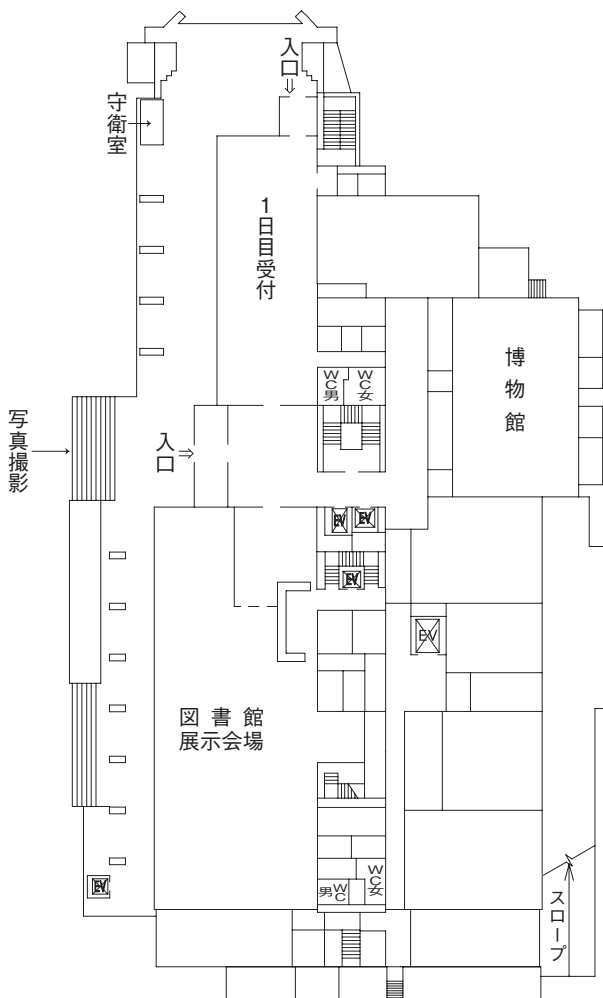 入口
守衛室
1日目受付
博物館
WC男
WC女
写真撮影
入口
EV
EV
EV
EV
図書館
展示会場
WC女
男WC
EV
スロープ